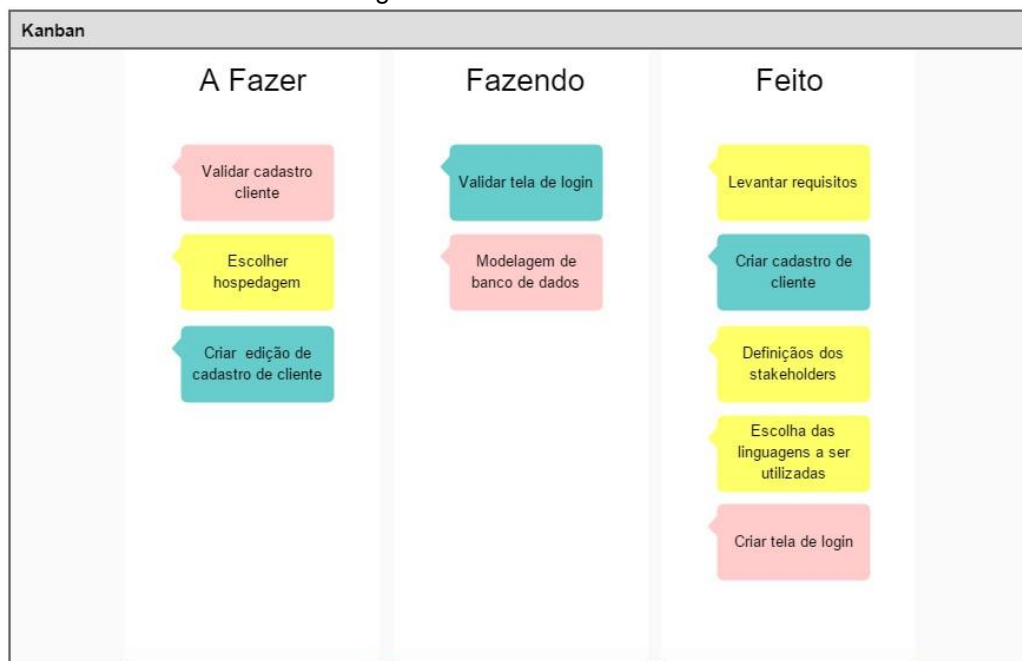 Kanban
A Fazer
Validar cadastro
cliente
Escolher
hospedagem
Criar edição de
cadastro de cliente
Fazendo
Validar tela de login
Modelagem de
banco de dados
Feito
Levantar requisitos
Criar cadastro de
cliente
Definiçãos dos
stakeholders
Escolha das
linguagens a ser
utilizadas
Criar tela de login